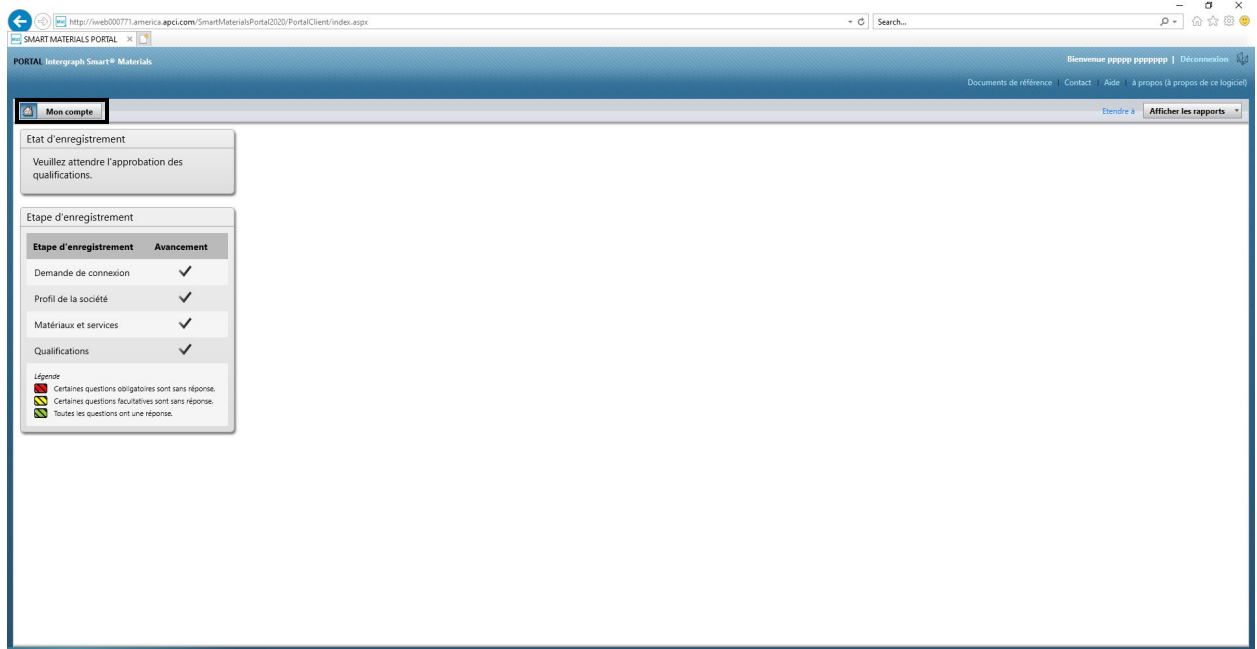 http://iweb000771.america.apci.com/SmartMaterialsPortal2020/PortalClient/index.aspx
Search...
SMART MATERIALS PORTAL
PORTAL Intergraph Smart® Materials
Bienvenue ppppp ppppppp | Déconnexion
Documents de référence | Contact | Aide | à propos (à propos de ce logiciel)
Mon compte
Etendre à
Afficher les rapports
Etat d'enregistrement
Veuillez attendre l'approbation des
qualifications.
Etape d'enregistrement
Etape d'enregistrement Avancement
Demande de connexion
Profil de la société
Matériaux et services
Qualifications
Légende
Certaines questions obligatoires sont sans réponse.
Certaines questions facultatives sont sans réponse.
Toutes les questions ont une réponse.